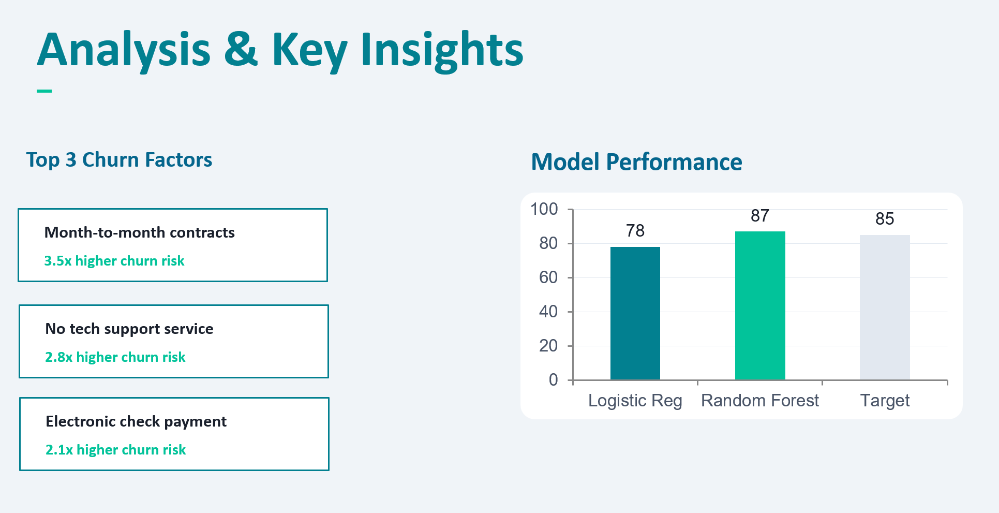 Analysis & Key Insights
Top 3 Churn Factors
Month-to-month contracts
3.5x higher churn risk
No tech support service
2.8x higher churn risk
Electronic check payment
2.1x higher churn risk
Model Performance
100
80
60
40
20
0
78
87
85
Logistic Reg
Random Forest
Target